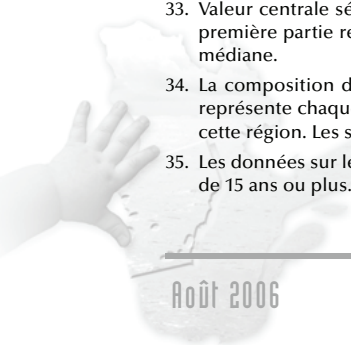 33. Valeur centrale sé
première partie re
médiane.
34. La composition d
représente chaqu
cette région. Les s
35. Les données sur le
de 15 ans ou plus.
Août 2006